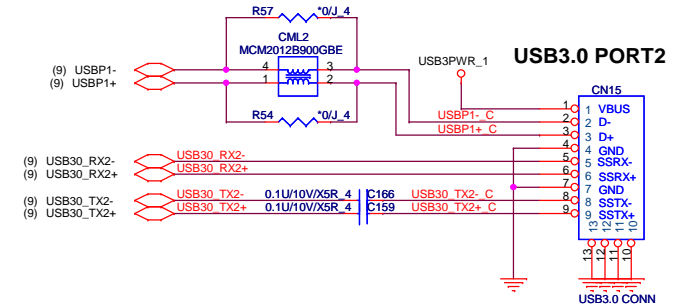 R57 *0/J_4
CML2
MCM2012B900GBE
USB3PWR_1
USB3.0 PORT2
(9) USBP1- 4 3
(9) USBP1+ 1 2
CN15
R54 *0/J_4
1 1 VBUS
USBP1-_C 2 2 D-
USBP1+_C 3 3 D+
4 4 GND
(9) USB30_RX2- USB30_RX2- 5 5 SSRX-
(9) USB30_RX2+ USB30_RX2+ 6 6 SSRX+
7 7 GND
(9) USB30_TX2- USB30_TX2- 0.1U/10V/X5R_4 C166 USB30_TX2-_C 8 8 SSTX-
(9) USB30_TX2+ USB30_TX2+ 0.1U/10V/X5R_4 C159 USB30_TX2+_C 9 9 SSTX+
13 12 11 10
13 12 11 10
USB3.0 CONN